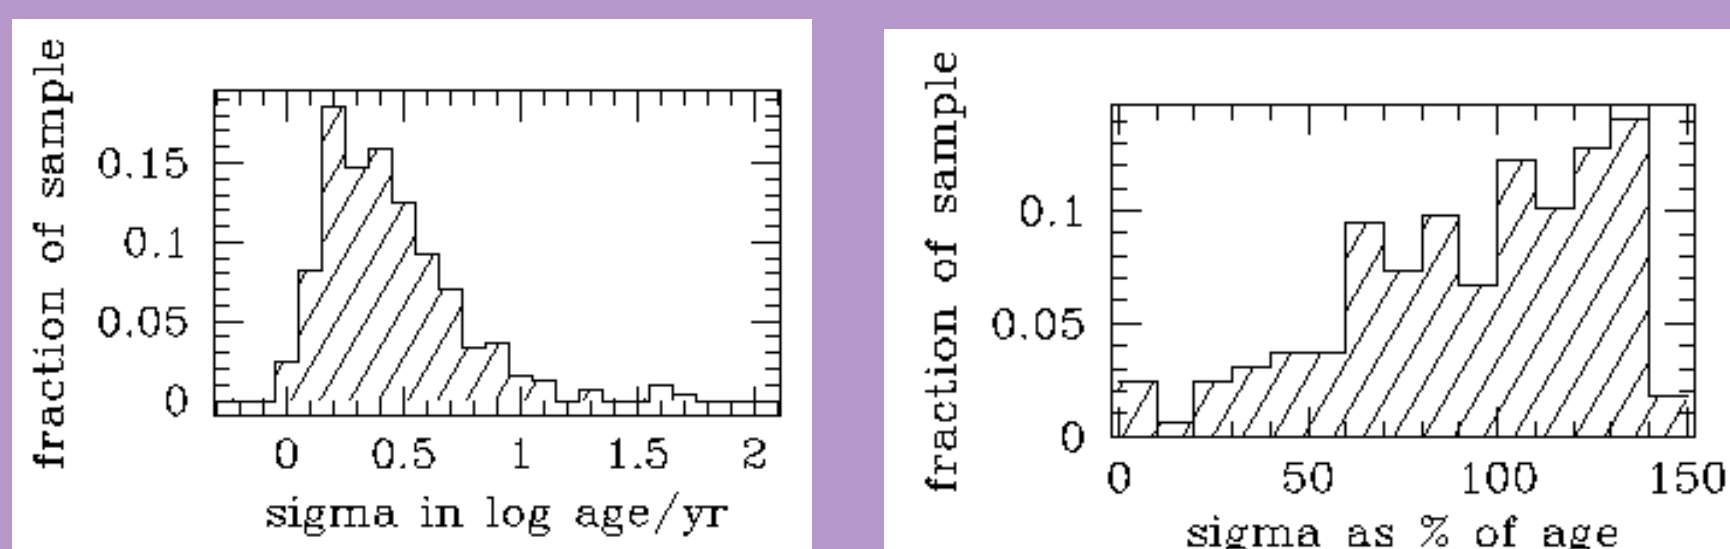 fraction of sample
0.15
0.1
0.05
0
0 0.5 1 1.5 2
sigma in log age/yr
fraction of sample
0.1
0.05
0
0 50 100 150
sigma as % of age